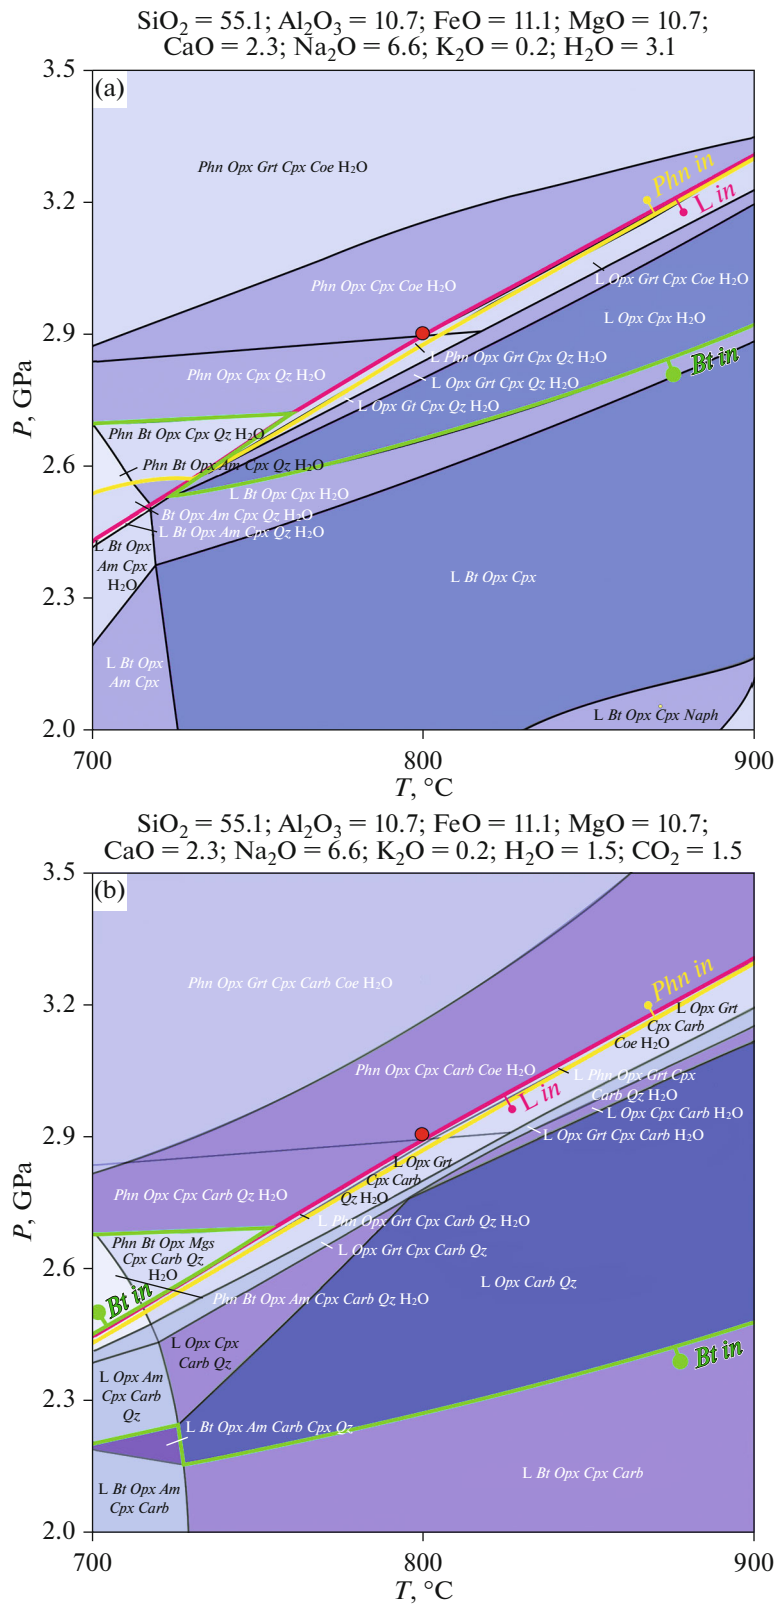 SiO2 = 55.1; Al2O3 = 10.7; FeO = 11.1; MgO = 10.7;
CaO = 2.3; Na2O = 6.6; K2O = 0.2; H2O = 3.1
3.5
(a)
Phn Opx Grt Cpx Coe H2O
Phn in
3.2
L in
L Opx Grt Cpx Coe H2O
Phn Opx Cpx Coe H2O
L Opx Cpx H2O
2.9
L Phn Opx Grt Cpx Qz H2O
Bt in
Phn Opx Cpx Qz H2O
L Opx Grt Cpx Qz H2O
L Opx Gt Cpx Qz H2O
P, GPa
Phn Bt Opx Cpx Qz H2O
2.6
Phn Bt Opx Am Cpx Qz H2O
L Bt Opx Cpx H2O
Bt Opx Am Cpx Qz H2O
L Bt Opx Am Cpx Qz H2O
L Bt Opx
Am Cpx
H2O
L Bt Opx Cpx
2.3
L Bt Opx
Am Cpx
L Bt Opx Cpx Naph
2.0
700
800
900
T, °C
SiO2 = 55.1; Al2O3 = 10.7; FeO = 11.1; MgO = 10.7;
CaO = 2.3; Na2O = 6.6; K2O = 0.2; H2O = 1.5; CO2 = 1.5
3.5
(b)
Phn Opx Grt Cpx Carb Coe H2O
Phn in
3.2
L Opx Grt
Cpx Carb
Coe H2O
Phn Opx Cpx Carb Coe H2O
L Phn Opx Grt Cpx
Carb Qz H2O
L in
L Opx Cpx Carb H2O
2.9
L Opx Grt Cpx Carb H2O
L Opx Grt
Cpx Carb
Qz H2O
Phn Opx Cpx Carb Qz H2O
L Phn Opx Grt Cpx Carb Qz H2O
P, GPa
Phn Bt Opx Mgs
Cpx Carb Qz
H2O
L Opx Grt Cpx Carb Qz
2.6
L Opx Carb Qz
Bt in
Phn Bt Opx Am Cpx Carb Qz H2O
L Opx Cpx
Carb Qz
Bt in
L Opx Am
Cpx Carb
Qz
2.3
L Bt Opx Am Carb Cpx Qz
L Bt Opx Cpx Carb
L Bt Opx Am
Cpx Carb
2.0
700
800
900
T, °C